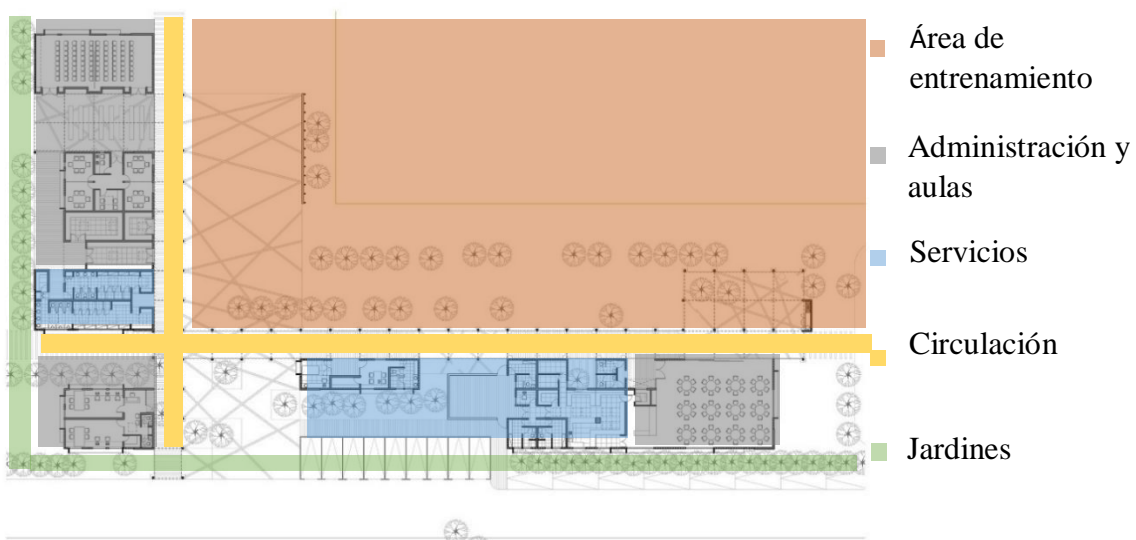 Área de
entrenamiento
Administración y
aulas
Servicios
Circulación
Jardines